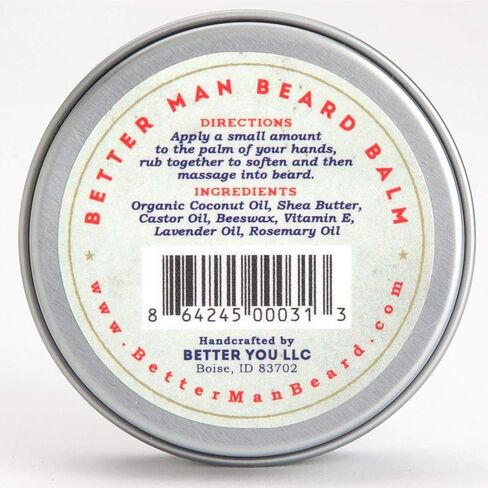 BETTER MAN BEARD BALM
DIRECTIONS
Apply a small amount
to the palm of your hands,
rub together to soften and then
massage into beard.
INGREDIENTS
Organic Coconut Oil, Shea Butter,
Castor Oil, Beeswax, Vitamin E,
Lavender Oil, Rosemary Oil
8 64245 00031 3
Handcrafted by
BETTER YOU LLC
Boise, ID 83702
www.BetterManBeard.com